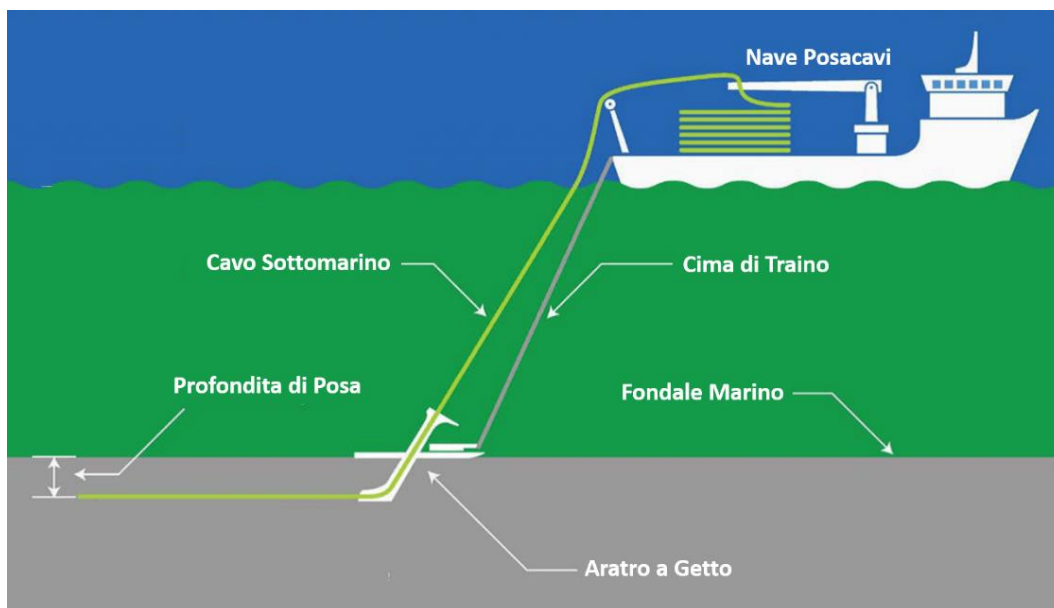 Nave Posacavi
Cavo Sottomarino
Cima di Traino
Profondita di Posa
Fondale Marino
Aratro a Getto